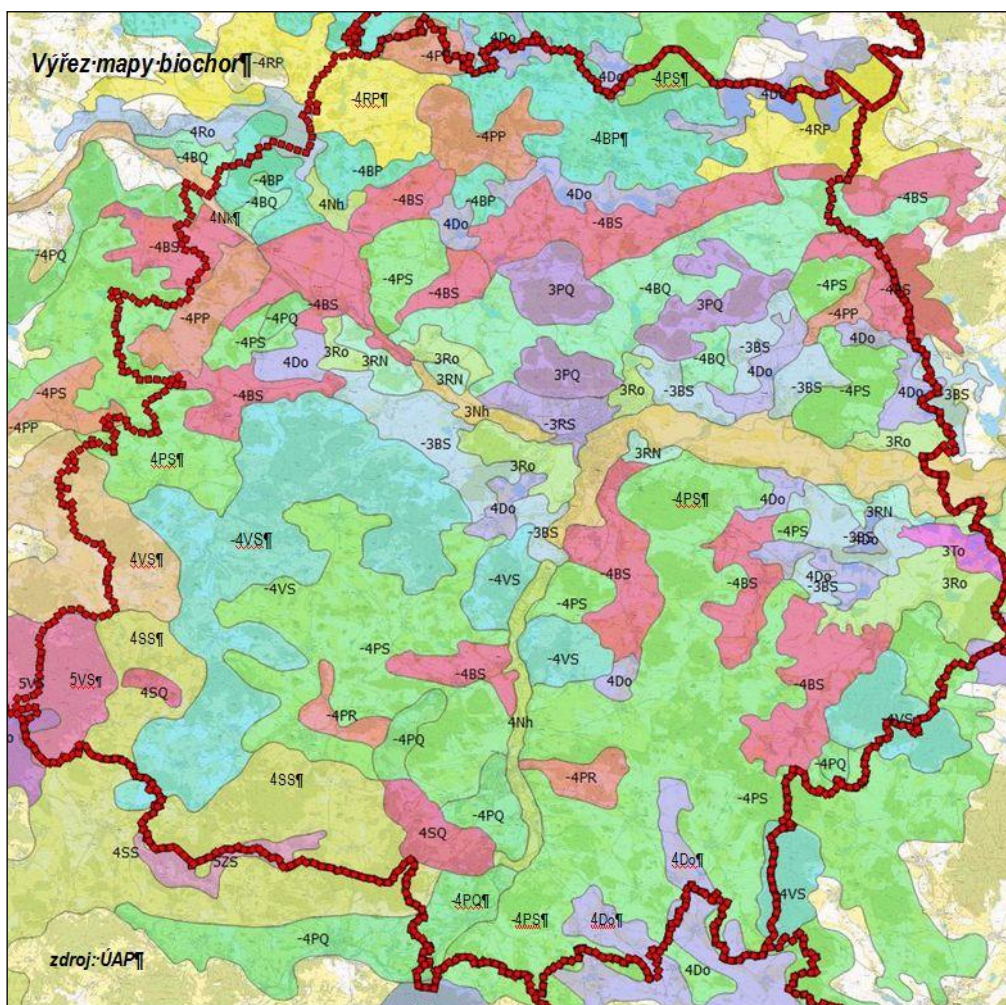 Výřez·mapy·biochor¶
-4RP
4Do
4Do
-4PS¶
-4RP¶
4Ro
-4PP
-4BP¶
-4RP
-4BQ
-4BP
-4BP
-4BQ
4Nh
-4BS
-4BP
4Do
4Do
-4BS
-4BS
4Nk¶
-4BS
-4PQ
-4PS
-4BS
3PQ
-4BQ
3PQ
-4PS
-4BS
-4PP
-4BS
-4PQ
-4PP
-4PS
4Do
3Ro
3RN
3Ro
3RN
3PQ
-4BQ
-3BS
4Do
4Do
-4PS
-4BS
-3BS
3Ro
-3BS
-4PS
4Do
-3BS
-4PP
3Nh
-3RS
4PS¶
-3BS
3Ro
3RN
3Ro
4Do
-4PS¶
4Do
3RN
-4VS¶
-3BS
-4PS
-3BS
4Do
3To
4VS¶
-4VS
-4VS
-4BS
-4BS
4Do
-3BS
3Ro
-4PS
4SS¶
-4PS
-4BS
-4VS
5V
5VS¶
4SQ
4Do
-4BS
-4PR
4Nh
-4VS
-4PQ
4SS¶
-4PR
-4PQ
-4PQ
-4PS
4SQ
4SS
5ZS
4Do¶
4VS
-4PQ¶
-4PS¶
4Do¶
-4PQ
zdroj:·ÚAP¶
4Do